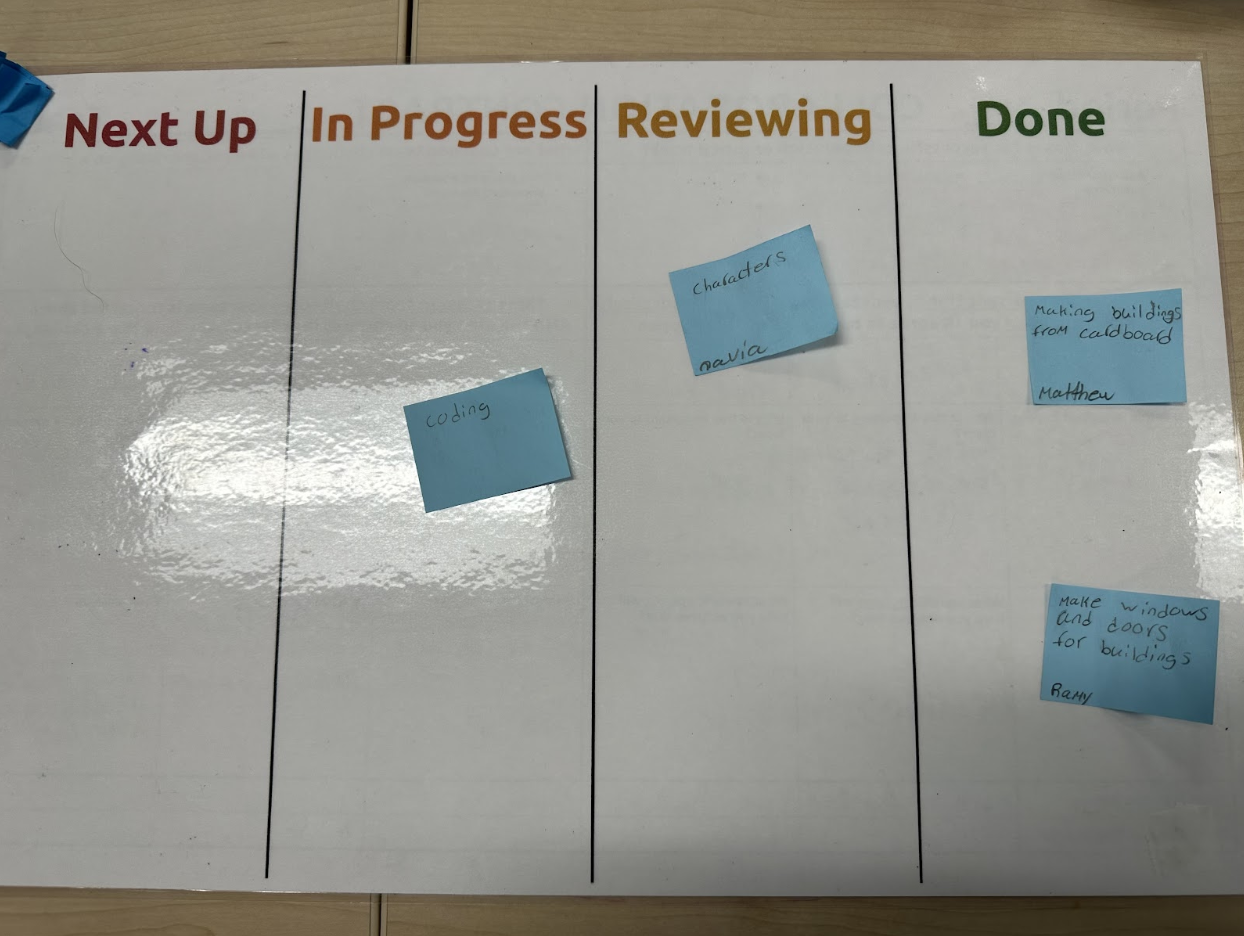 Next Up
In Progress
Reviewing
Done
coding
characters
navia
Making buildings
from cardboard
Matthew
Make windows
and doors
for buildings
Ramy